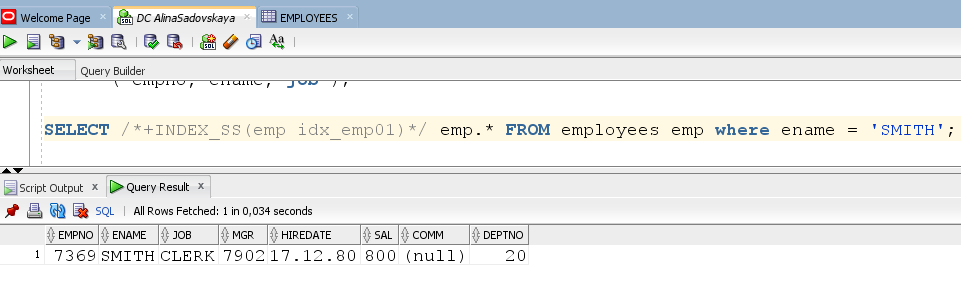 Welcome Page DC AlinaSadovskaya EMPLOYEES
SQL Aa
Worksheet Query Builder
( empno, ename, job );
SELECT /*+INDEX_SS(emp idx_emp01)*/ emp.* FROM employees emp where ename = 'SMITH';
Script Output x Query Result x
SQL | All Rows Fetched: 1 in 0,034 seconds
EMPNO ENAME JOB MGR HIREDATE SAL COMM DEPTNO
1 7369 SMITH CLERK 7902 17.12.80 800 (null) 20